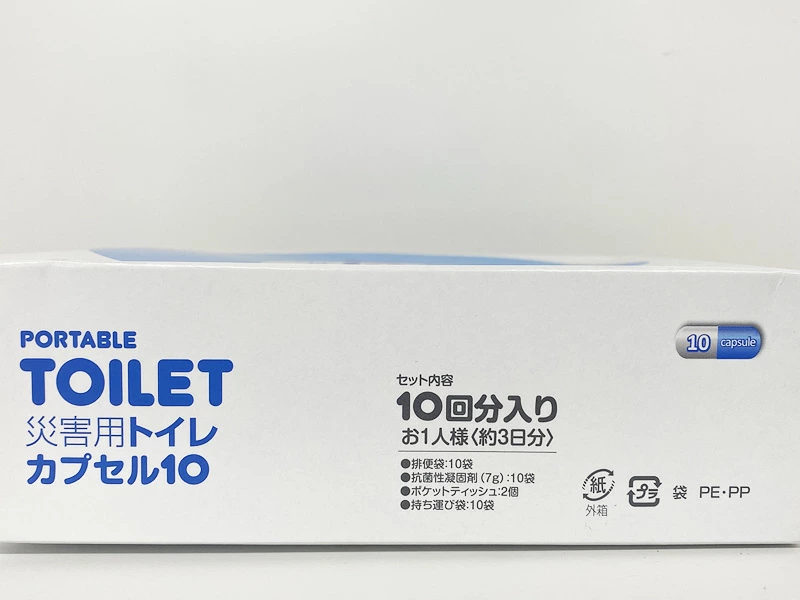 PORTABLE
TOILET
災害用トイレ
カプセル10
セット内容
10回分入り
お1人様〈約3日分〉
●排便袋:10袋
●抗菌性凝固剤(7g):10袋
●ポケットティッシュ:2個
●持ち運び袋:10袋
10 capsule
紙
外箱
プラ 袋 PE・PP